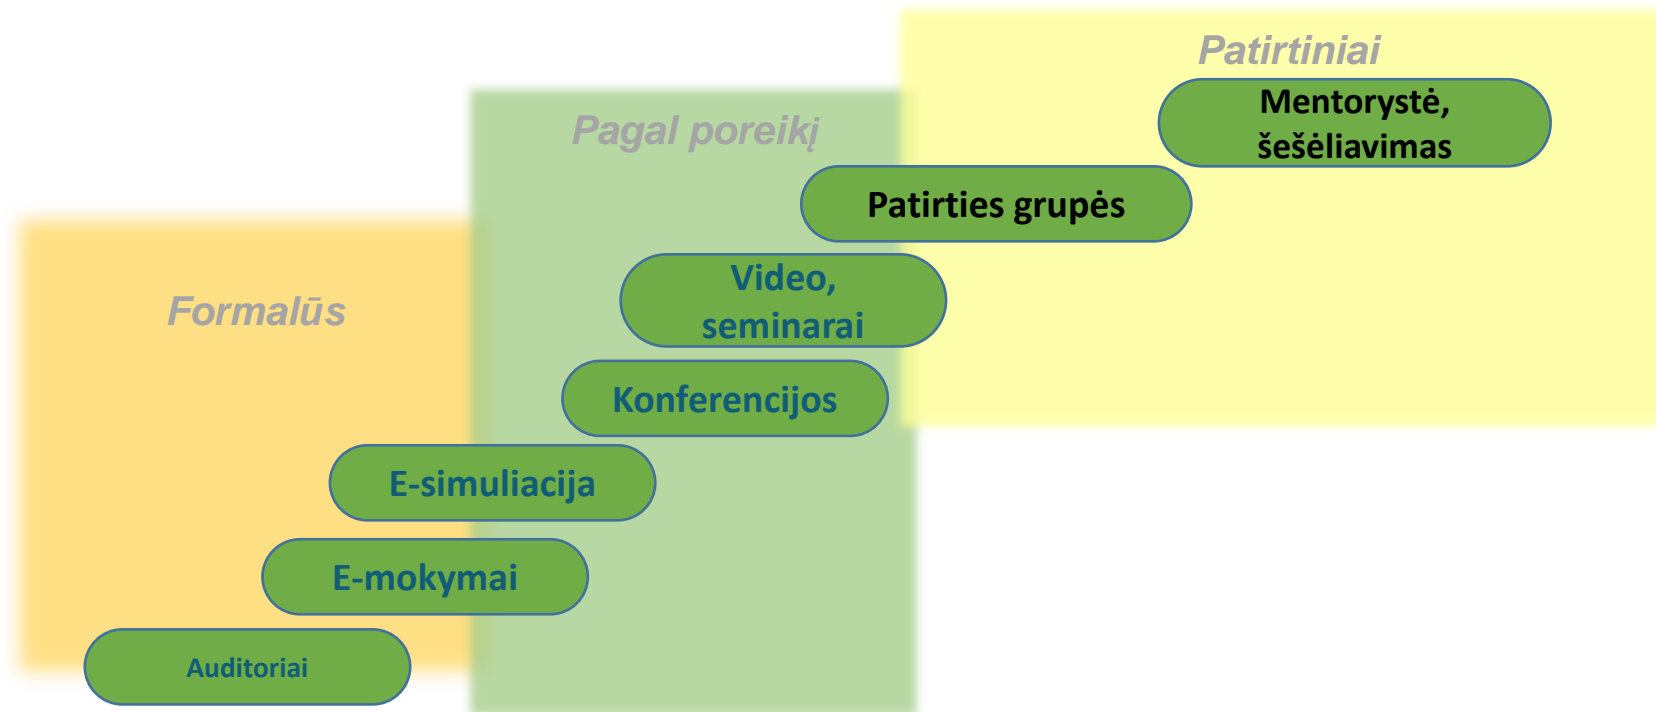 Patirtiniai
Mentorystė,
šešėliavimas
Pagal poreikį
Patirties grupės
Video,
seminarai
Formalūs
Konferencijos
E-simuliacija
E-mokymai
Auditoriai